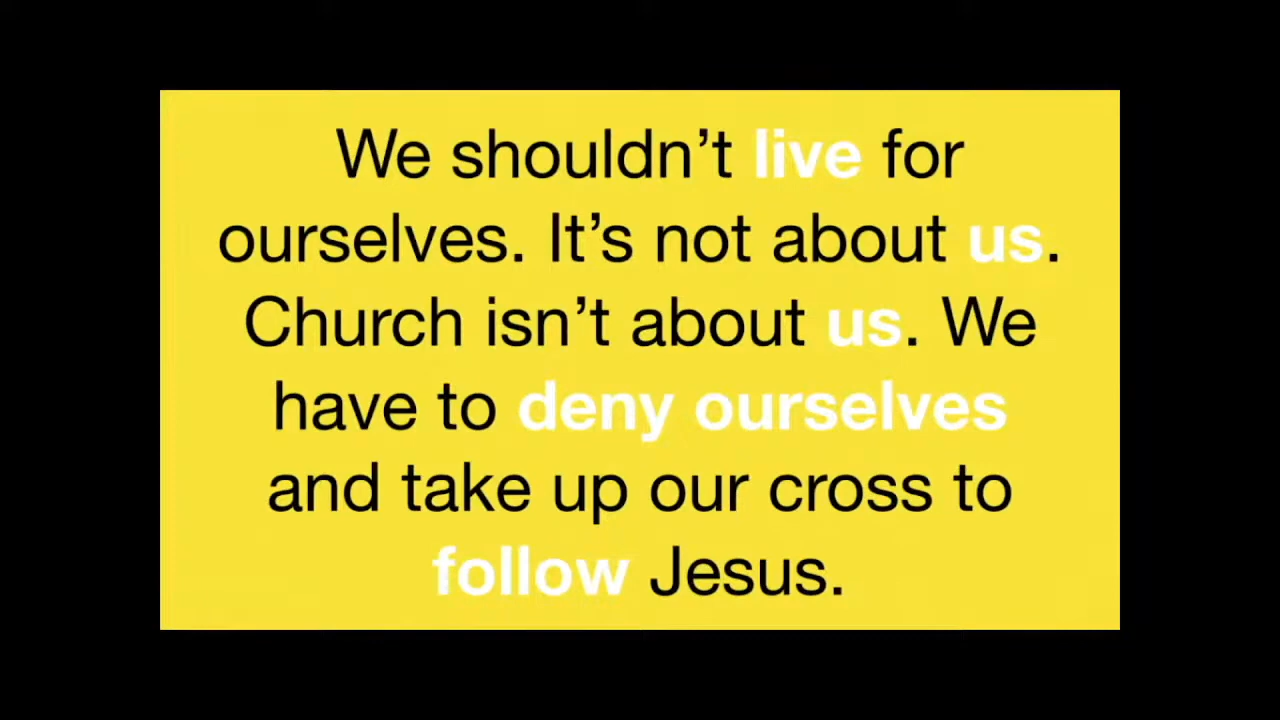 We shouldn’t live for
ourselves. It’s not about us.
Church isn’t about us. We
have to deny ourselves
and take up our cross to
follow Jesus.